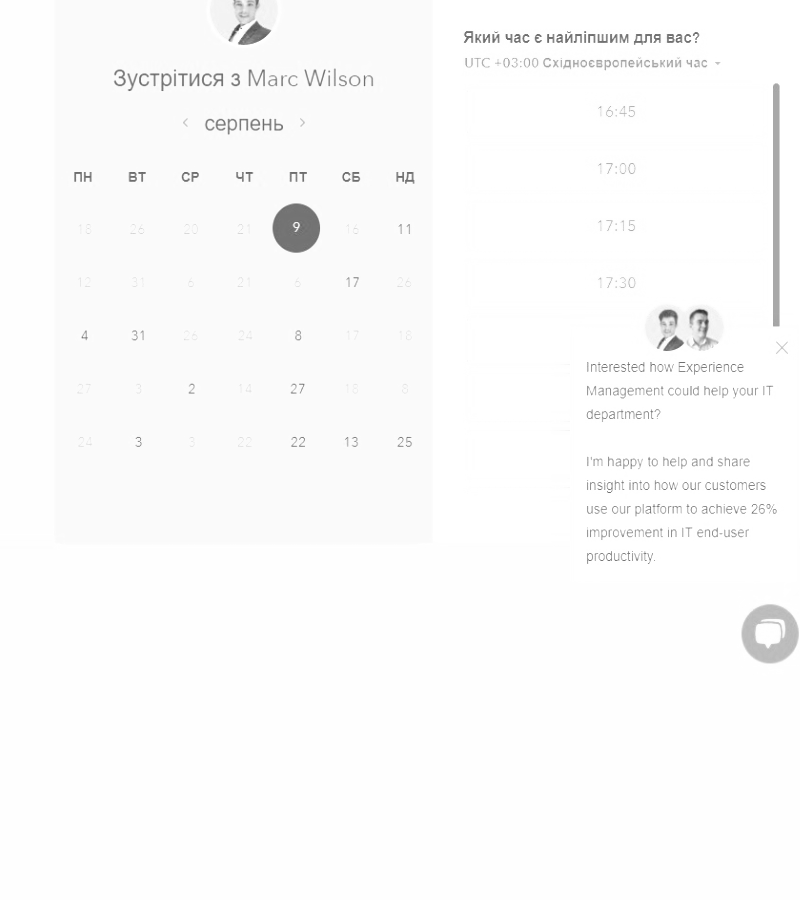 Зустрітися з Marc Wilson
серпень
ПН ВТ СР ЧТ ПТ СБ НД
18 26 20 21 9 16 11
12 31 6 21 6 17 26
4 31 26 24 8 17 18
27 3 2 14 27 18 8
24 3 3 22 22 13 25
Який час є найліпшим для вас?
UTC +03:00 Східноєвропейський час
16:45
17:00
17:15
17:30
Interested how Experience
Management could help your IT
department?
I'm happy to help and share
insight into how our customers
use our platform to achieve 26%
improvement in IT end-user
productivity.